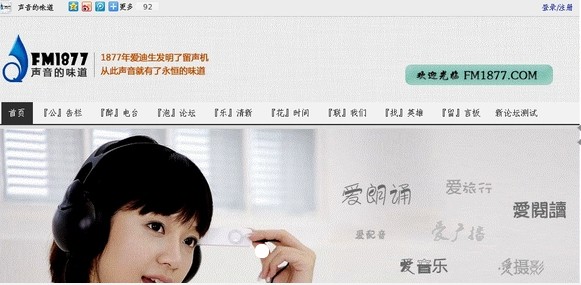 声音的味道 更多 92 登录/注册
FM1877
声音的味道
1877年爱迪生发明了留声机
从此声音就有了永恒的味道
欢迎光临 FM1877.COM
首页 『公』告栏 『醉』电台 『泡』论坛 『乐』清新 『花』时间 『联』我们 『找』英雄 『留』言板 新论坛测试
爱朗诵
爱旅行
爱閱讀
爱配音
爱广播
爱音乐
爱摄影